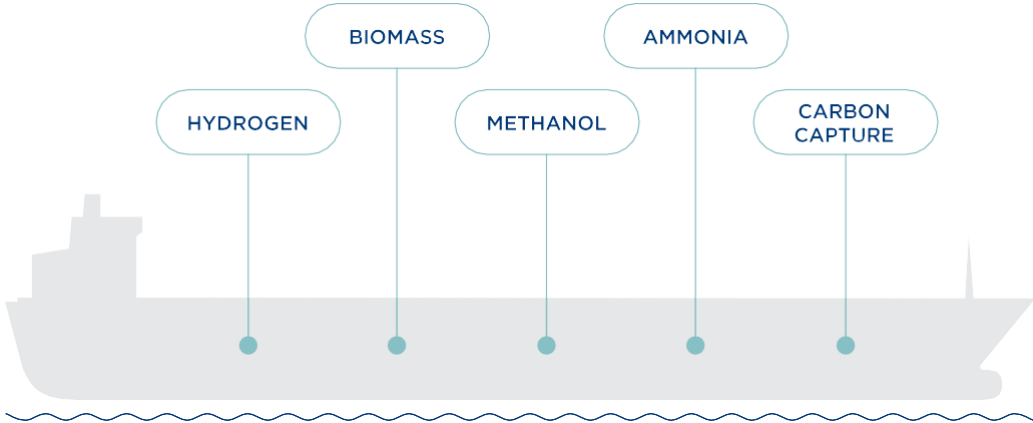 BIOMASS
AMMONIA
HYDROGEN
METHANOL
CARBON
CAPTURE